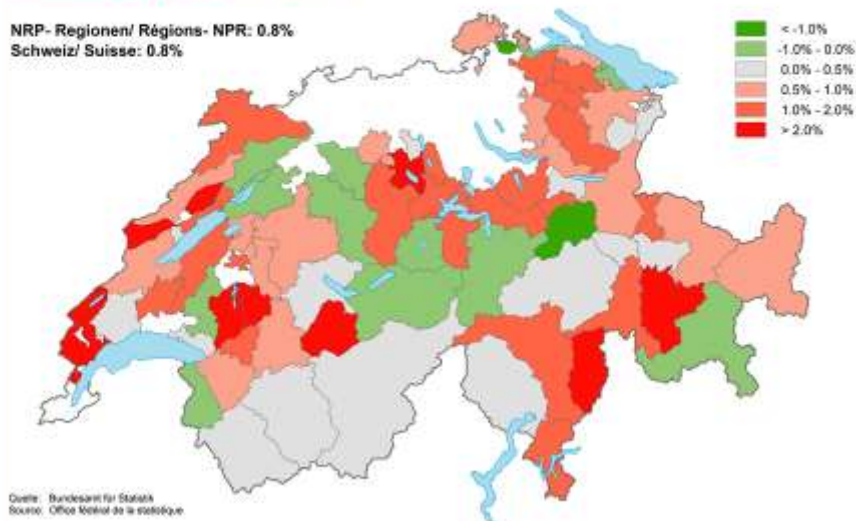 NRP- Regionen/ Régions- NPR: 0.8%
Schweiz/ Suisse: 0.8%
< -1.0%
-1.0% - 0.0%
0.0% - 0.5%
0.5% - 1.0%
1.0% - 2.0%
> 2.0%
Quelle: Bundesamt für Statistik
Source: Office fédéral de la statistique